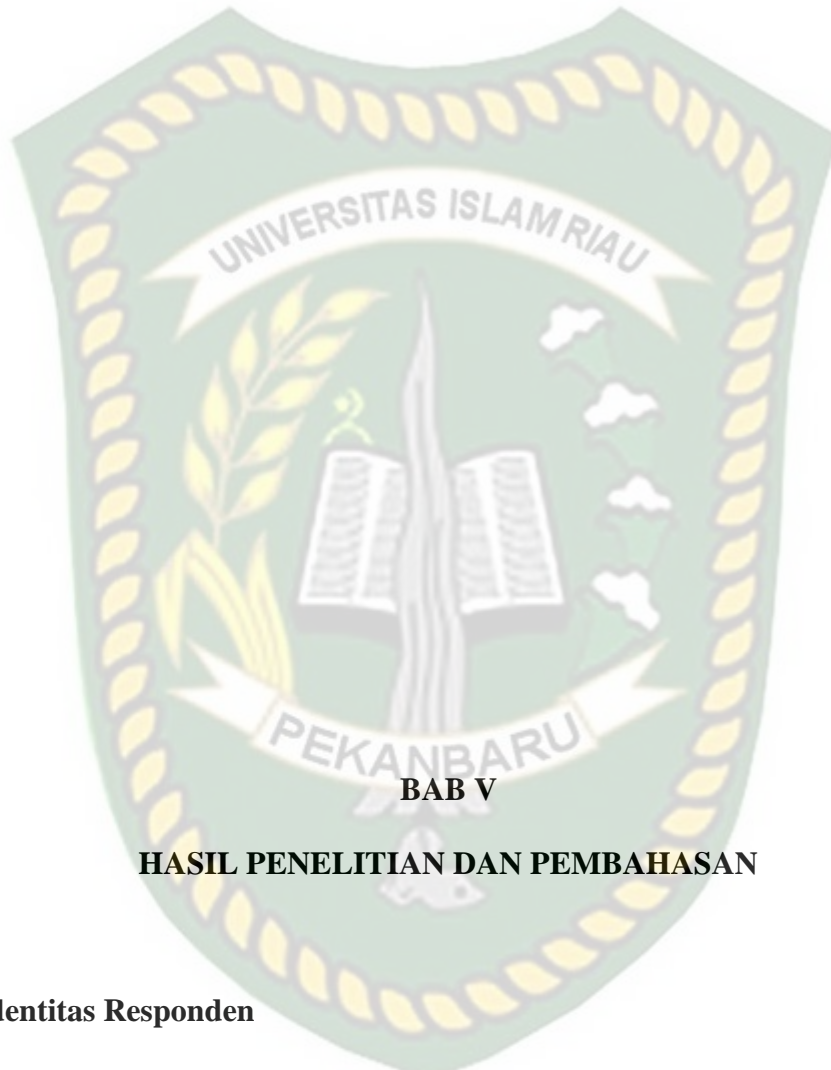 UNIVERSITAS ISLAM RIAU
PEKANBARU
BAB V
HASIL PENELITIAN DAN PEMBAHASAN
dentitas Responden